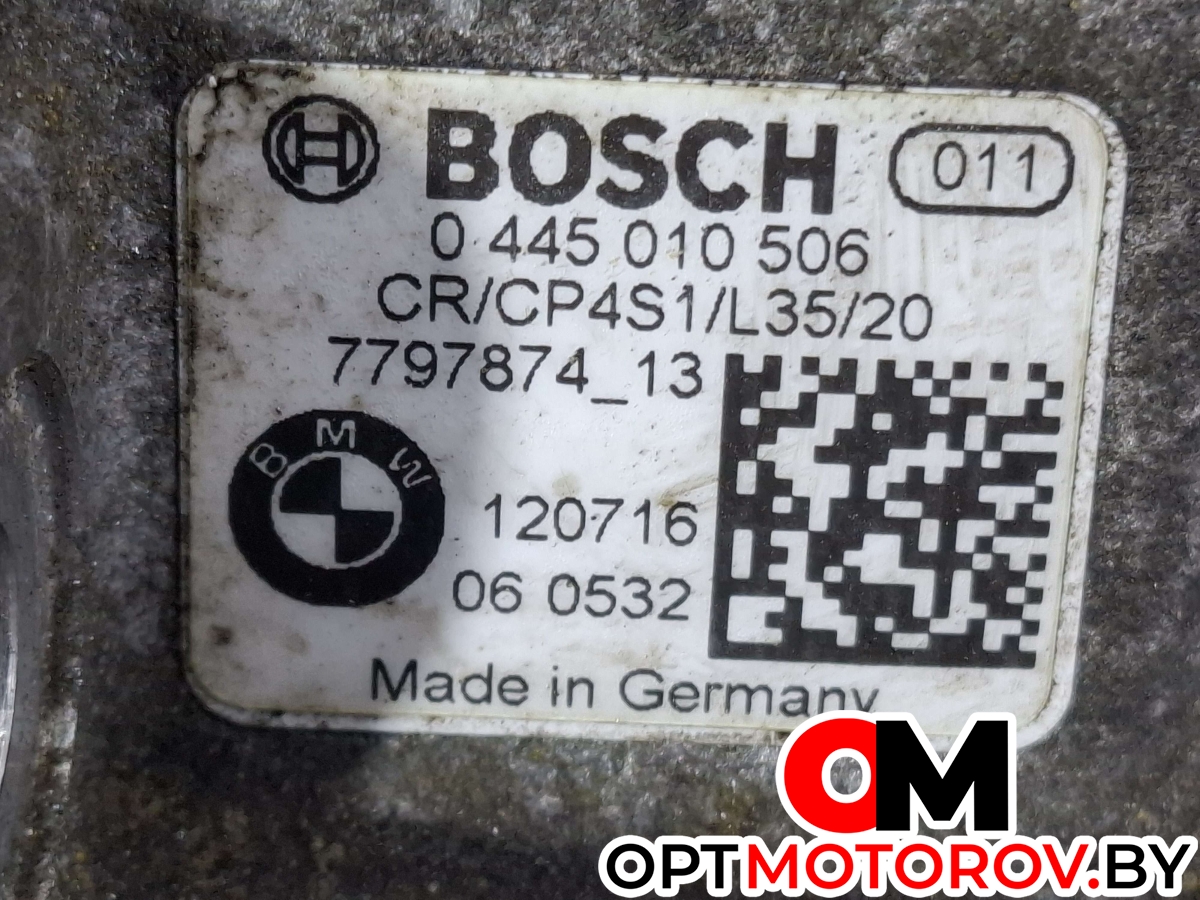 BOSCH 011
0 445 010 506
CR/CP4S1/L35/20
7797874_13
BMW
120716
06 0532
Made in Germany
OM
OPTMOTOROV.BY